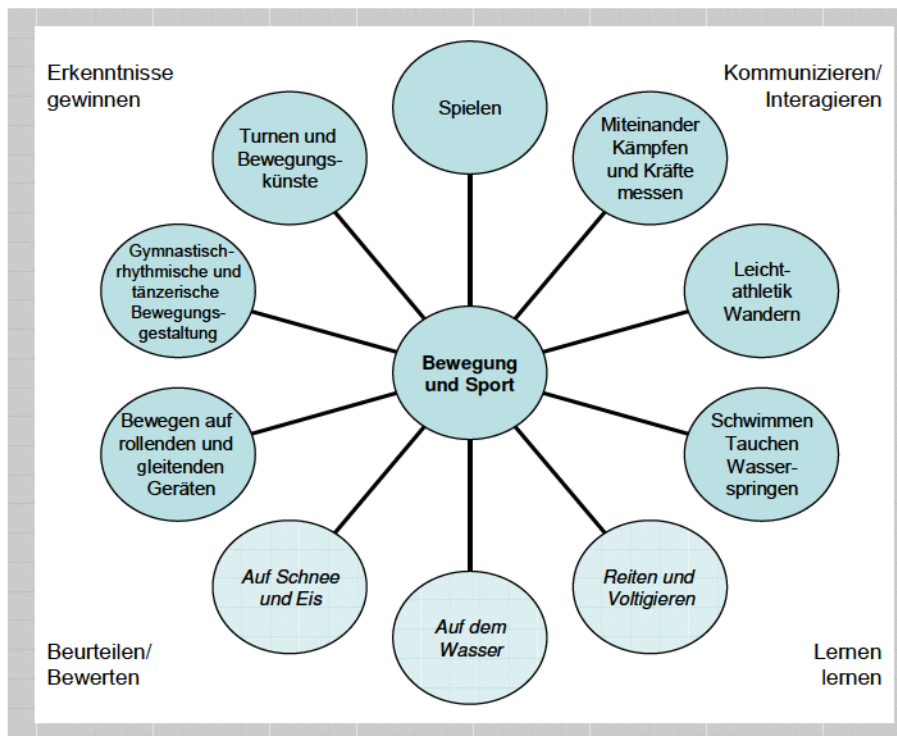 Erkenntnisse
gewinnen
Kommunizieren/
Interagieren
Spielen
Turnen und
Bewegungs-
künste
Miteinander
Kämpfen
und Kräfte
messen
Gymnastisch-
rhythmische und
tänzerische
Bewegungs-
gestaltung
Leicht-
athletik
Wandern
Bewegung
und Sport
Bewegen auf
rollenden und
gleitenden
Geräten
Schwimmen
Tauchen
Wasser-
springen
Auf Schnee
und Eis
Auf dem
Wasser
Reiten und
Voltigieren
Beurteilen/
Bewerten
Lernen
lernen